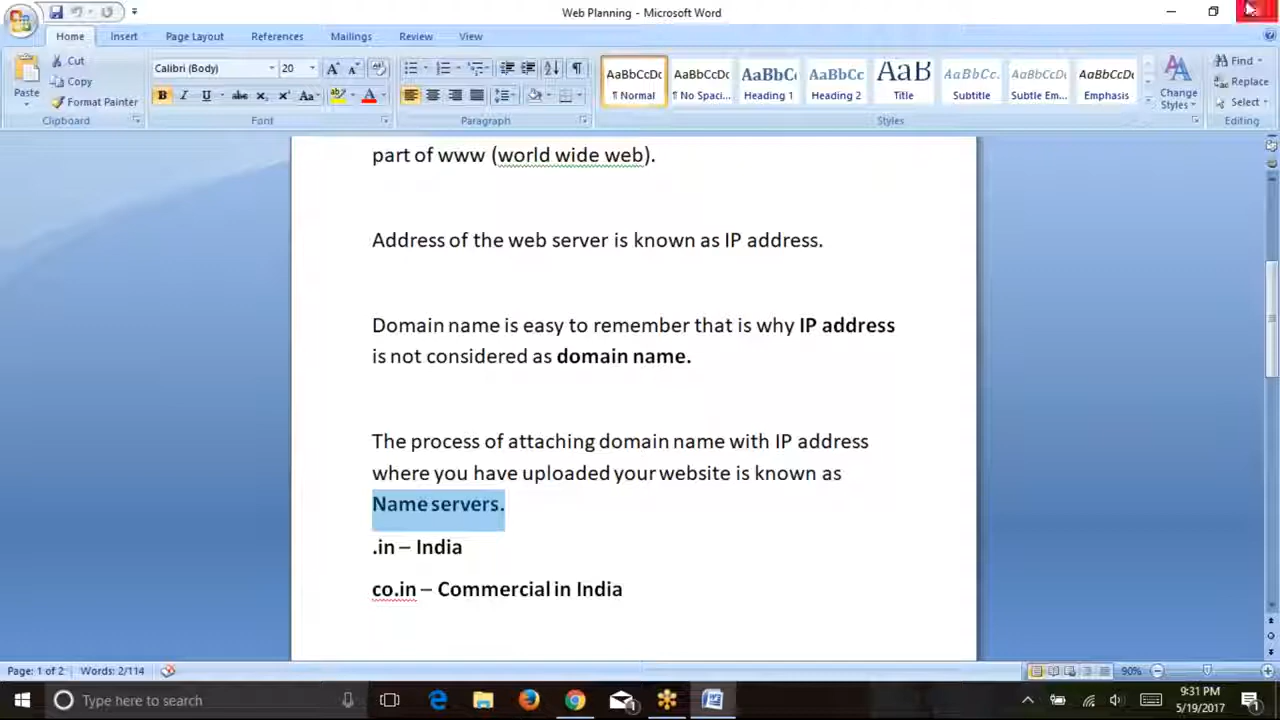 Web Planning - Microsoft Word
Home Insert Page Layout References Mailings Review View
Paste
Cut
Copy
Format Painter
Clipboard
Calibri (Body) 20
B I U abc x₂ x² Aa
Font
Paragraph
AaBbCcDc AaBbCcDc AaBbC( AaBbCc AaB AaBbCc. AaBbCcDc AaBbCcDc
¶ Normal ¶ No Spaci... Heading 1 Heading 2 Title Subtitle Subtle Em... Emphasis
Styles
Change
Styles
Find
Replace
Select
Editing
part of www (world wide web).
Address of the web server is known as IP address.
Domain name is easy to remember that is why IP address
is not considered as domain name.
The process of attaching domain name with IP address
where you have uploaded your website is known as
Name servers.
.in – India
co.in – Commercial in India
Page: 1 of 2 Words: 2/114 90%
Type here to search
9:31 PM
5/19/2017